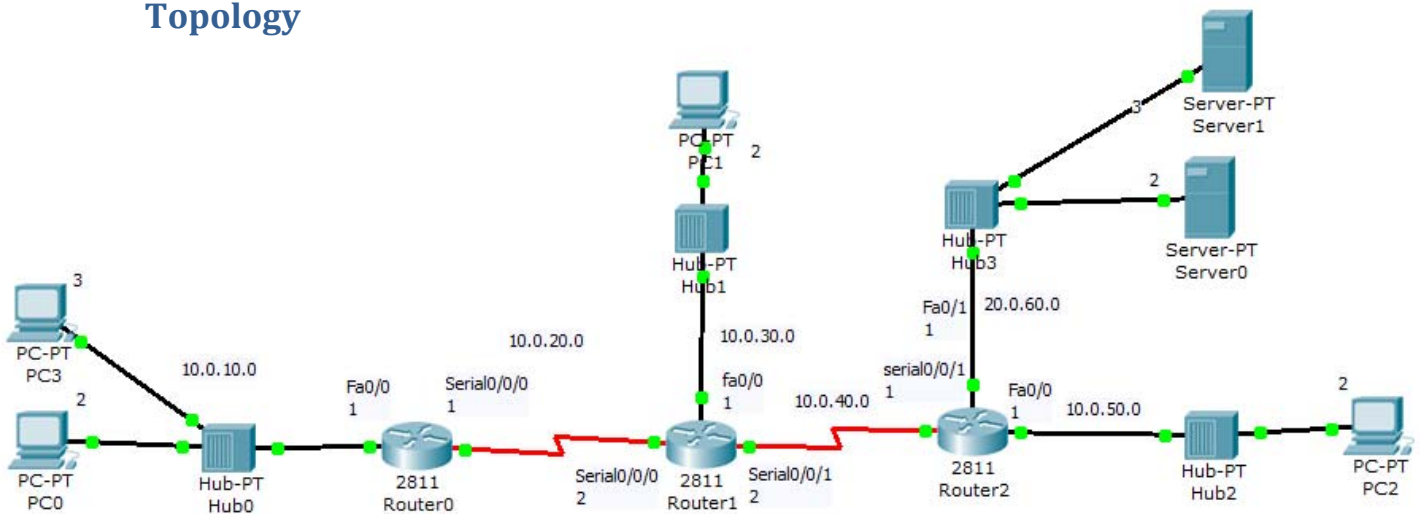 Topology
3
PC-PT
PC3
2
PC-PT
PC0
10.0.10.0
Hub-PT
Hub0
Fa0/0
1
Serial0/0/0
1
2811
Router0
10.0.20.0
PC-PT
PC1
2
Hub-PT
Hub1
10.0.30.0
fa0/0
1
Serial0/0/0
2
2811
Router1
Serial0/0/1
2
10.0.40.0
serial0/0/1
1
Fa0/1
1
20.0.60.0
Hub-PT
Hub3
3
Server-PT
Server1
2
Server-PT
Server0
2811
Router2
Fa0/0
1
10.0.50.0
Hub-PT
Hub2
2
PC-PT
PC2